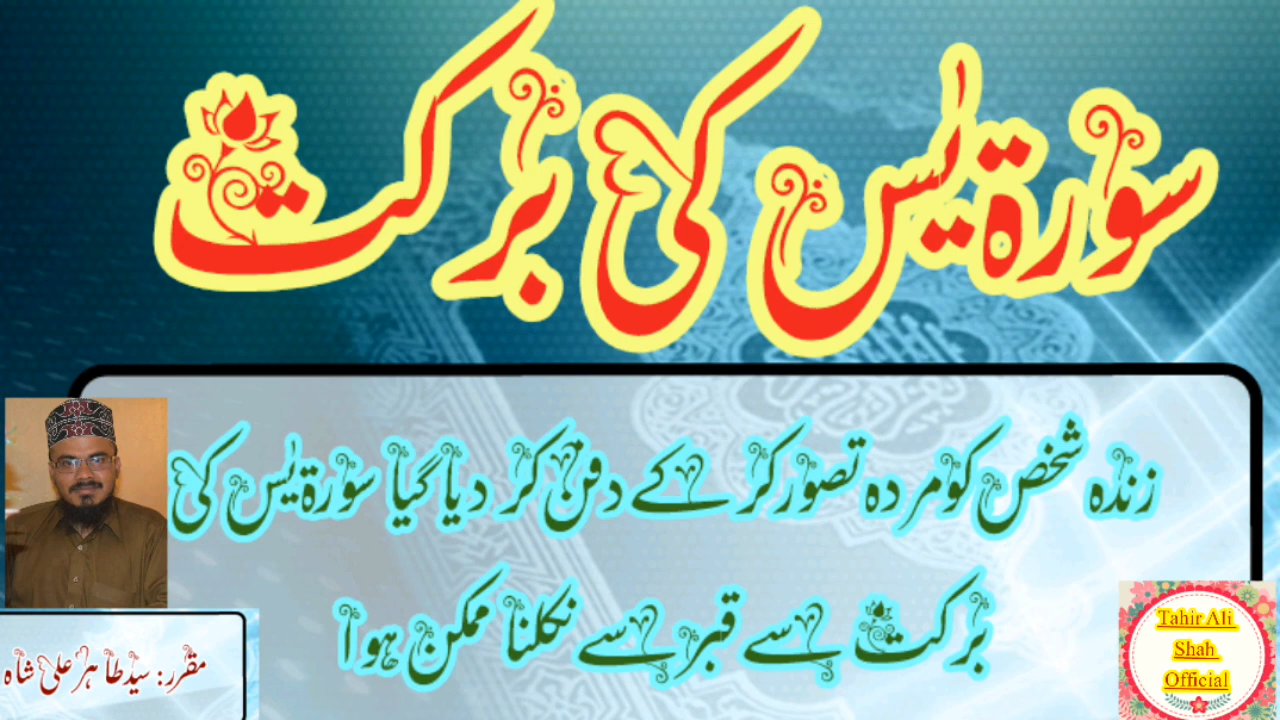 سورۃ یٰس کی برکت
زندہ شخص کو مردہ تصور کر کے دفن کر دیا گیا سورۃ یٰس کی
برکت سے قبر سے نکلنا ممکن ہوا
مقرر: سید طاہر علی شاہ
Tahir Ali
Shah
Official